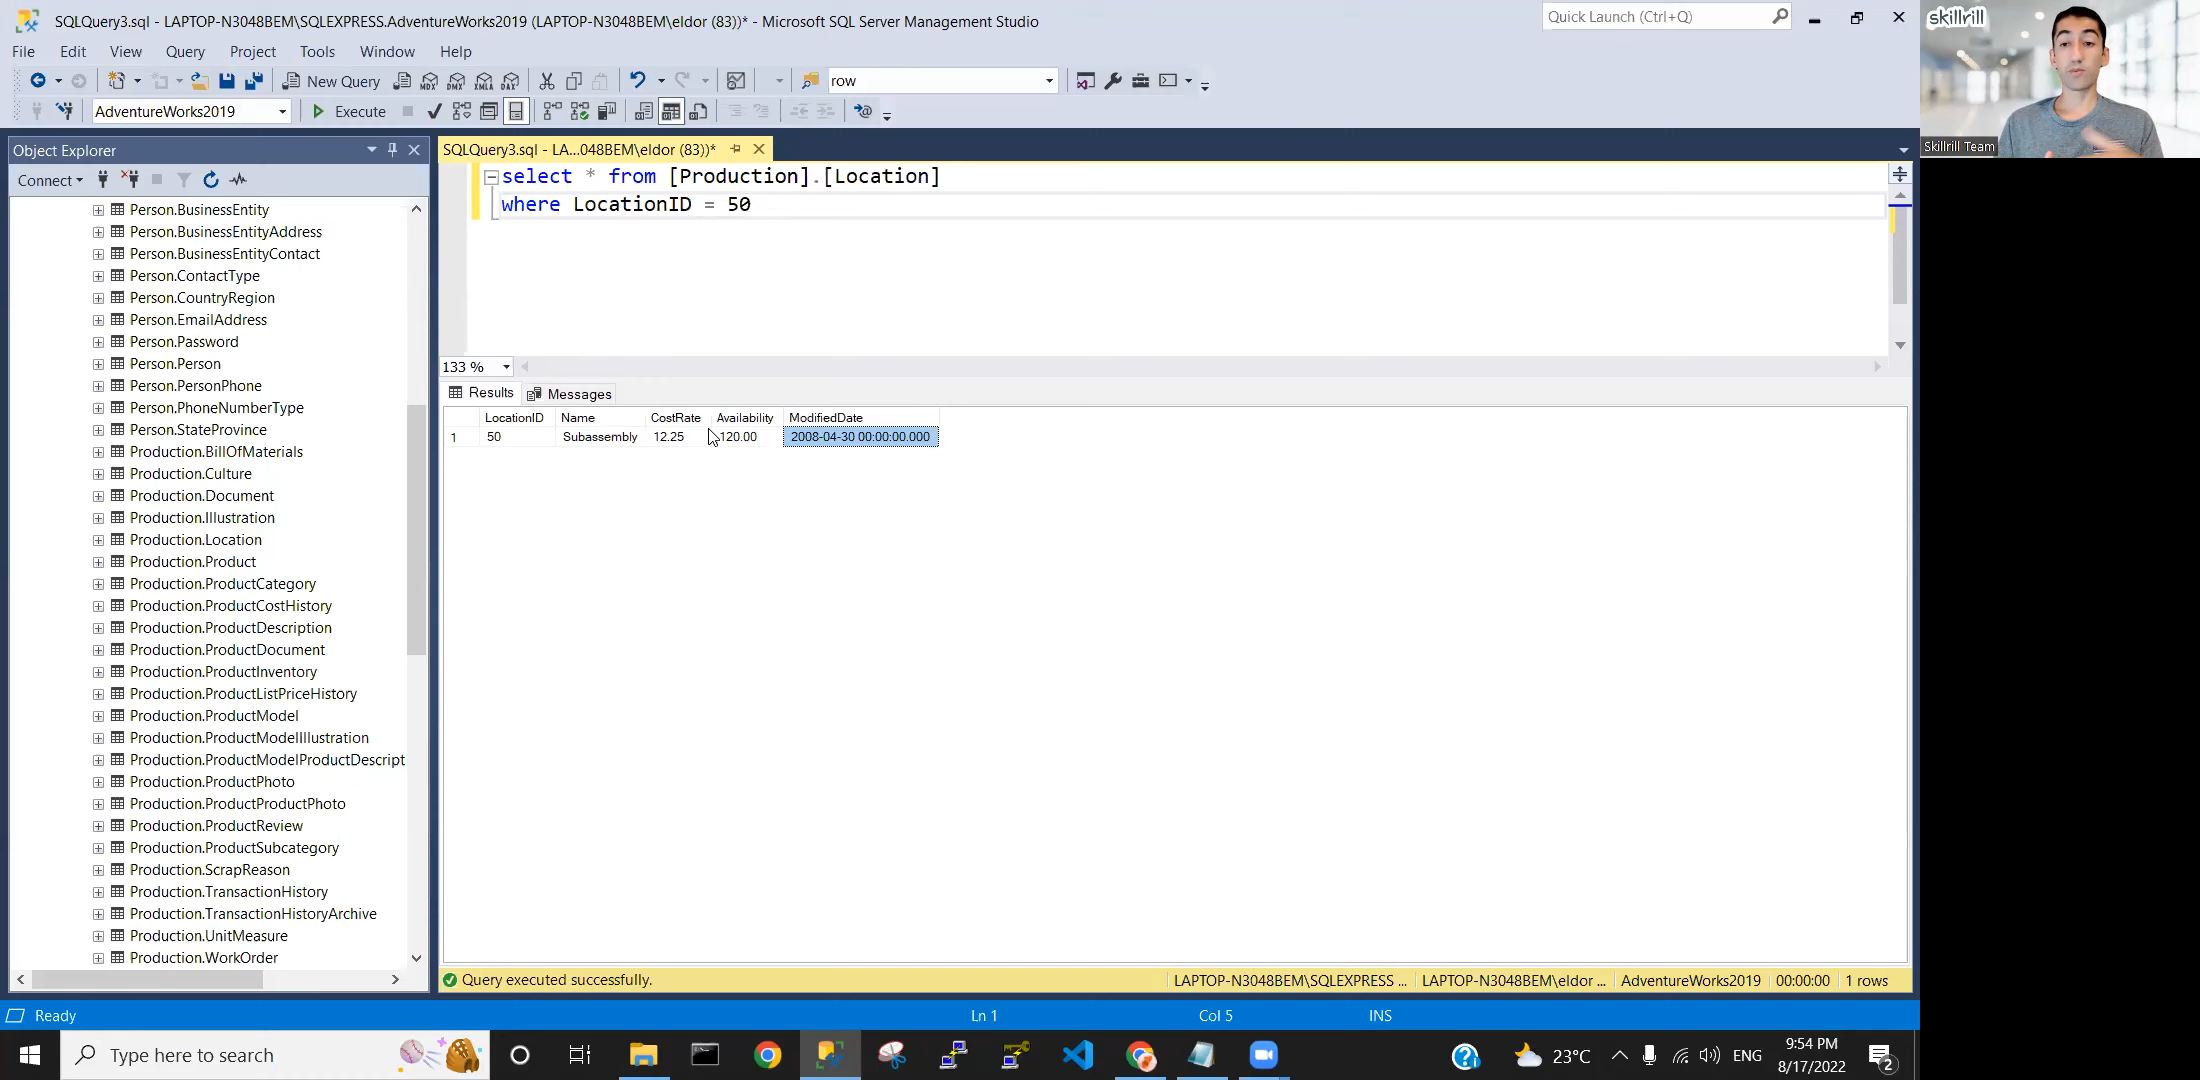 SQLQuery3.sql - LAPTOP-N3048BEM\SQLEXPRESS.AdventureWorks2019 (LAPTOP-N3048BEM\eldor (83))* - Microsoft SQL Server Management Studio
Quick Launch (Ctrl+Q)
skillrill
File Edit View Query Project Tools Window Help
New Query
MDX DMX XMLA DAX
row
AdventureWorks2019
Execute
Skillrill Team
Object Explorer
SQLQuery3.sql - LA...048BEM\eldor (83))*
Connect
select * from [Production].[Location]
where LocationID = 50
Person.BusinessEntity
Person.BusinessEntityAddress
Person.BusinessEntityContact
Person.ContactType
Person.CountryRegion
Person.EmailAddress
Person.Password
Person.Person
Person.PersonPhone
Person.PhoneNumberType
Person.StateProvince
Production.BillOfMaterials
Production.Culture
Production.Document
Production.Illustration
Production.Location
Production.Product
Production.ProductCategory
Production.ProductCostHistory
Production.ProductDescription
Production.ProductDocument
Production.ProductInventory
Production.ProductListPriceHistory
Production.ProductModel
Production.ProductModelIllustration
Production.ProductModelProductDescript
Production.ProductPhoto
Production.ProductProductPhoto
Production.ProductReview
Production.ProductSubcategory
Production.ScrapReason
Production.TransactionHistory
Production.TransactionHistoryArchive
Production.UnitMeasure
Production.WorkOrder
133 %
Results Messages
LocationID Name CostRate Availability ModifiedDate
1 50 Subassembly 12.25 120.00 2008-04-30 00:00:00.000
Query executed successfully.
LAPTOP-N3048BEM\SQLEXPRESS ... LAPTOP-N3048BEM\eldor ... AdventureWorks2019 00:00:00 1 rows
Ready Ln 1 Col 5 INS
Type here to search
23°C ENG
9:54 PM
8/17/2022
2